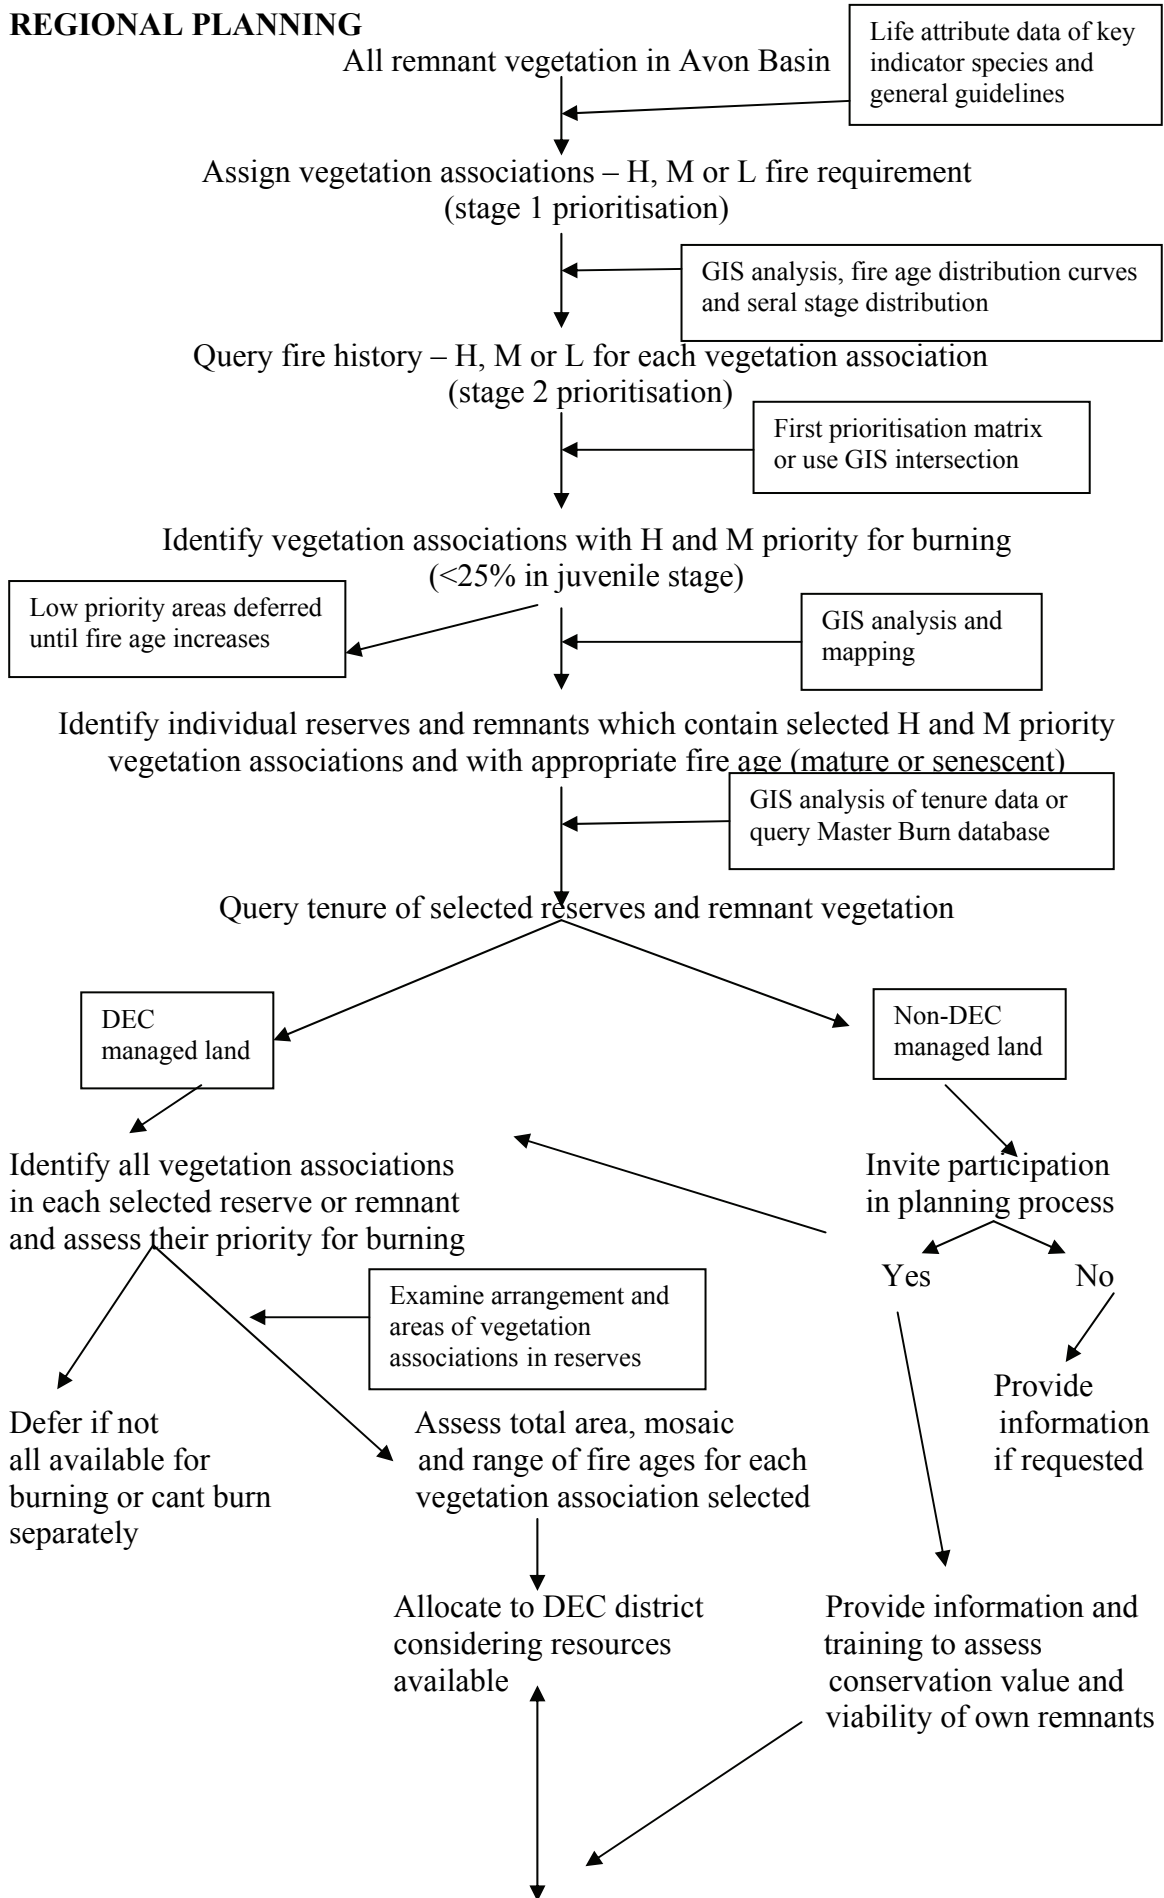 REGIONAL PLANNING
All remnant vegetation in Avon Basin
Life attribute data of key
indicator species and
general guidelines
Assign vegetation associations – H, M or L fire requirement
(stage 1 prioritisation)
GIS analysis, fire age distribution curves
and seral stage distribution
Query fire history – H, M or L for each vegetation association
(stage 2 prioritisation)
First prioritisation matrix
or use GIS intersection
Identify vegetation associations with H and M priority for burning
(<25% in juvenile stage)
Low priority areas deferred
until fire age increases
GIS analysis and
mapping
Identify individual reserves and remnants which contain selected H and M priority
vegetation associations and with appropriate fire age (mature or senescent)
GIS analysis of tenure data or
query Master Burn database
Query tenure of selected reserves and remnant vegetation
DEC
managed land
Non-DEC
managed land
Identify all vegetation associations
in each selected reserve or remnant
and assess their priority for burning
Invite participation
in planning process
Yes
No
Examine arrangement and
areas of vegetation
associations in reserves
Provide
information
if requested
Defer if not
all available for
burning or cant burn
separately
Assess total area, mosaic
and range of fire ages for each
vegetation association selected
Allocate to DEC district
considering resources
available
Provide information and
training to assess
conservation value and
viability of own remnants